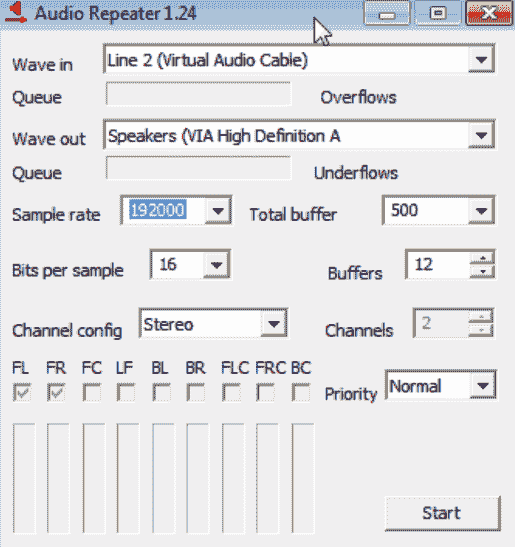 Audio Repeater 1.24
Wave in Line 2 (Virtual Audio Cable)
Queue Overflows
Wave out Speakers (VIA High Definition A
Queue Underflows
Sample rate 192000 Total buffer 500
Bits per sample 16 Buffers 12
Channel config Stereo Channels 2
FL FR FC LF BL BR FLC FRC BC
Priority Normal
Start